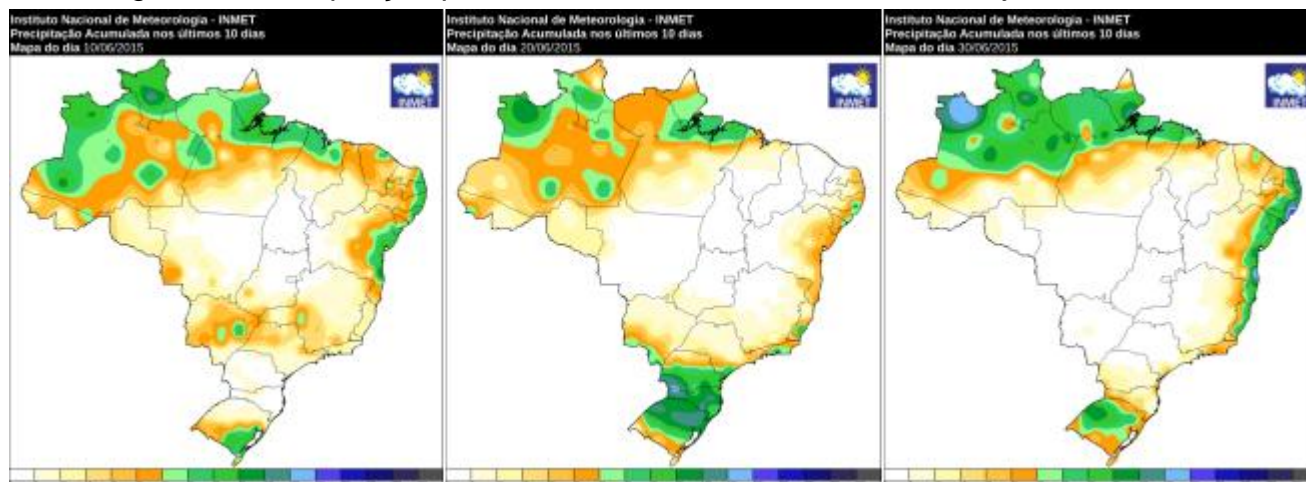 Instituto Nacional de Meteorologia - INMET
Precipitação Acumulada nos últimos 10 dias
Mapa do dia 10/06/2015
INMET
Instituto Nacional de Meteorologia - INMET
Precipitação Acumulada nos últimos 10 dias
Mapa do dia 20/06/2015
INMET
Instituto Nacional de Meteorologia - INMET
Precipitação Acumulada nos últimos 10 dias
Mapa do dia 30/06/2015
INMET